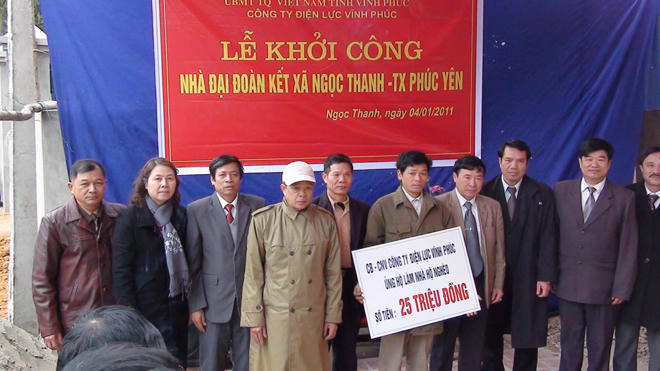 UBMTTQ VIỆT NAM TỈNH VĨNH PHÚC
CÔNG TY ĐIỆN LỰC VĨNH PHÚC
LỄ KHỞI CÔNG
NHÀ ĐẠI ĐOÀN KẾT XÃ NGỌC THANH -TX PHÚC YÊN
Ngọc Thanh, ngày 04/01/2011
CB - CNV CÔNG TY ĐIỆN LỰC VĨNH PHÚC
ỦNG HỘ LÀM NHÀ HỘ NGHÈO
SỐ TIỀN : 25 TRIỆU ĐỒNG